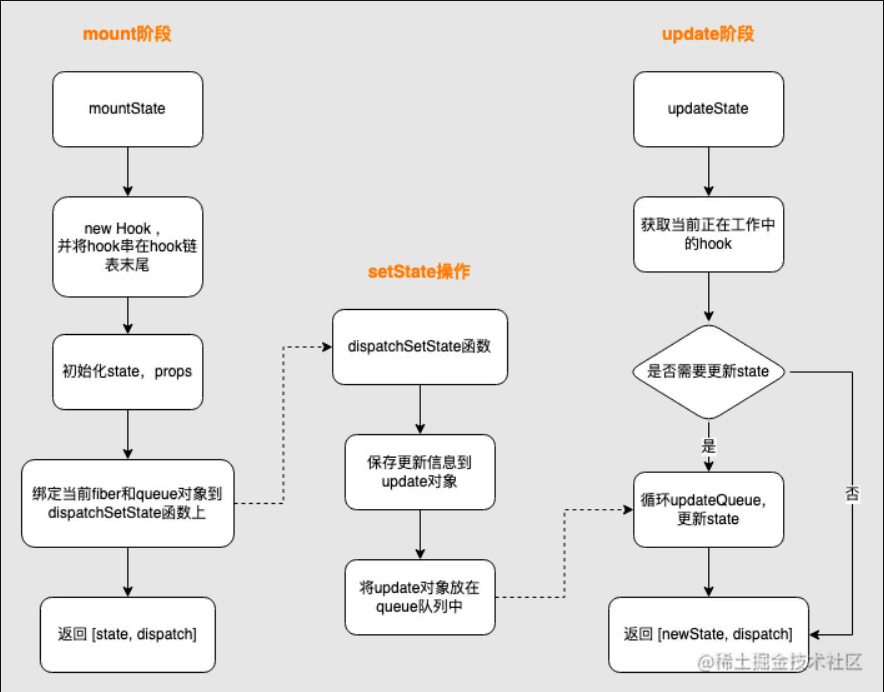 mount阶段
mountState
new Hook ，
并将hook串在hook链
表末尾
初始化state，props
绑定当前fiber和queue对象到
dispatchSetState函数上
返回 [state, dispatch]
setState操作
dispatchSetState函数
保存更新信息到
update对象
将update对象放在
queue队列中
update阶段
updateState
获取当前正在工作中
的hook
是否需要更新state
是
否
循环updateQueue，
更新state
返回 [newState, dispatch]
@稀土掘金技术社区